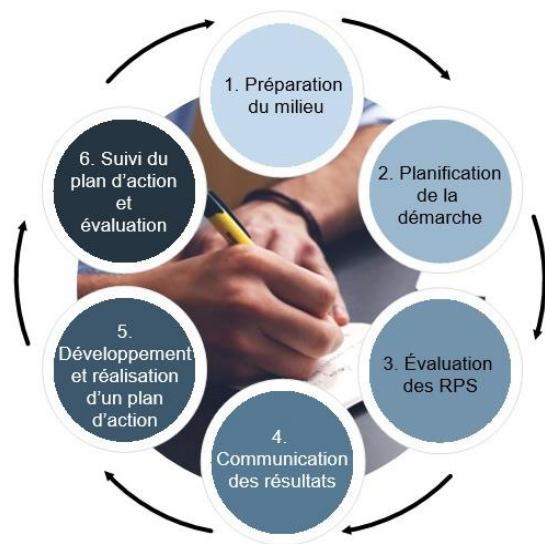 1. Préparation
du milieu
2. Planification
de la
démarche
3. Évaluation
des RPS
4.
Communication
des résultats
5.
Développement
et réalisation
d'un plan
d'action
6. Suivi du
plan d'action
et
évaluation